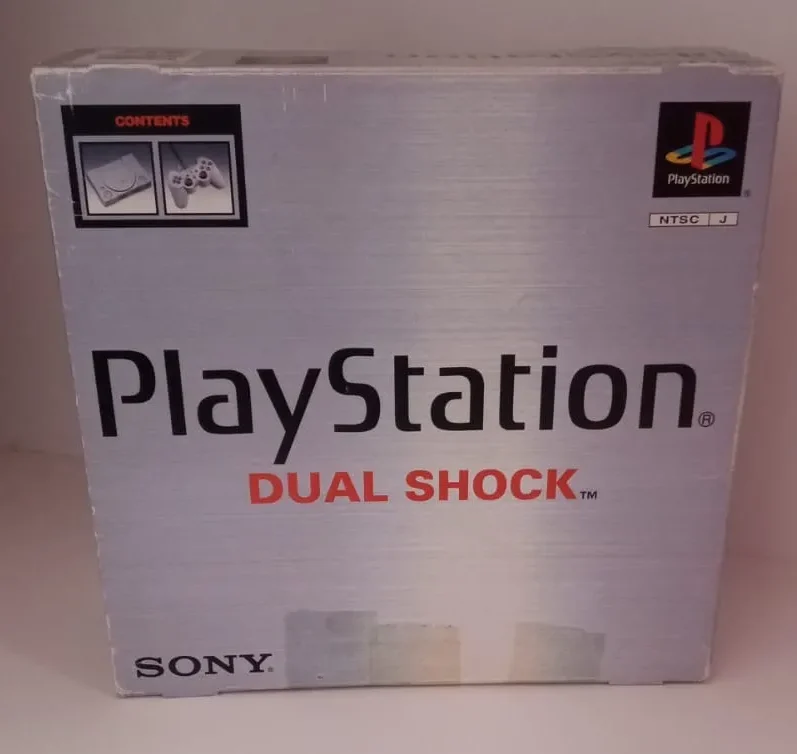 CONTENTS
PlayStation
NTSC J
PlayStation®
DUAL SHOCK™
SONY®